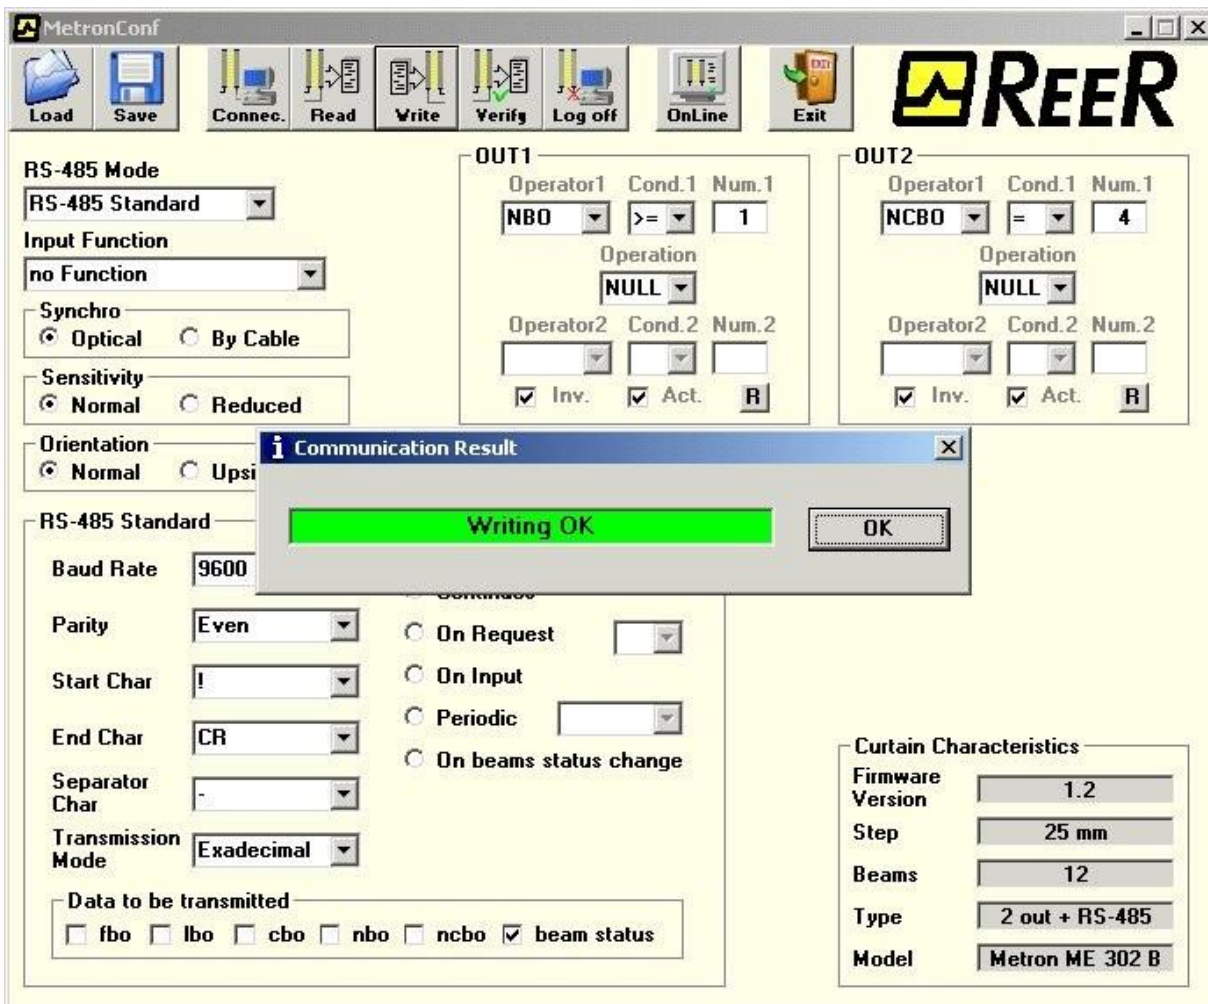 MetronConf
Load Save Connec. Read Write Verify Log off OnLine Exit
EXIT
REER
RS-485 Mode
RS-485 Standard
Input Function
no Function
Synchro
Optical By Cable
Sensitivity
Normal Reduced
Orientation
Normal Upsi
OUT1
Operator1 Cond.1 Num.1
NBO >= 1
Operation
NULL
Operator2 Cond.2 Num.2
Inv. Act. R
OUT2
Operator1 Cond.1 Num.1
NCBO = 4
Operation
NULL
Operator2 Cond.2 Num.2
Inv. Act. R
Communication Result
Writing OK
OK
RS-485 Standard
Baud Rate 9600
Parity Even
Start Char !
End Char CR
Separator
Char -
Transmission
Mode Exadecimal
On Request
On Input
Periodic
On beams status change
Data to be transmitted
fbo lbo cbo nbo ncbo beam status
Curtain Characteristics
Firmware
Version 1.2
Step 25 mm
Beams 12
Type 2 out + RS-485
Model Metron ME 302 B